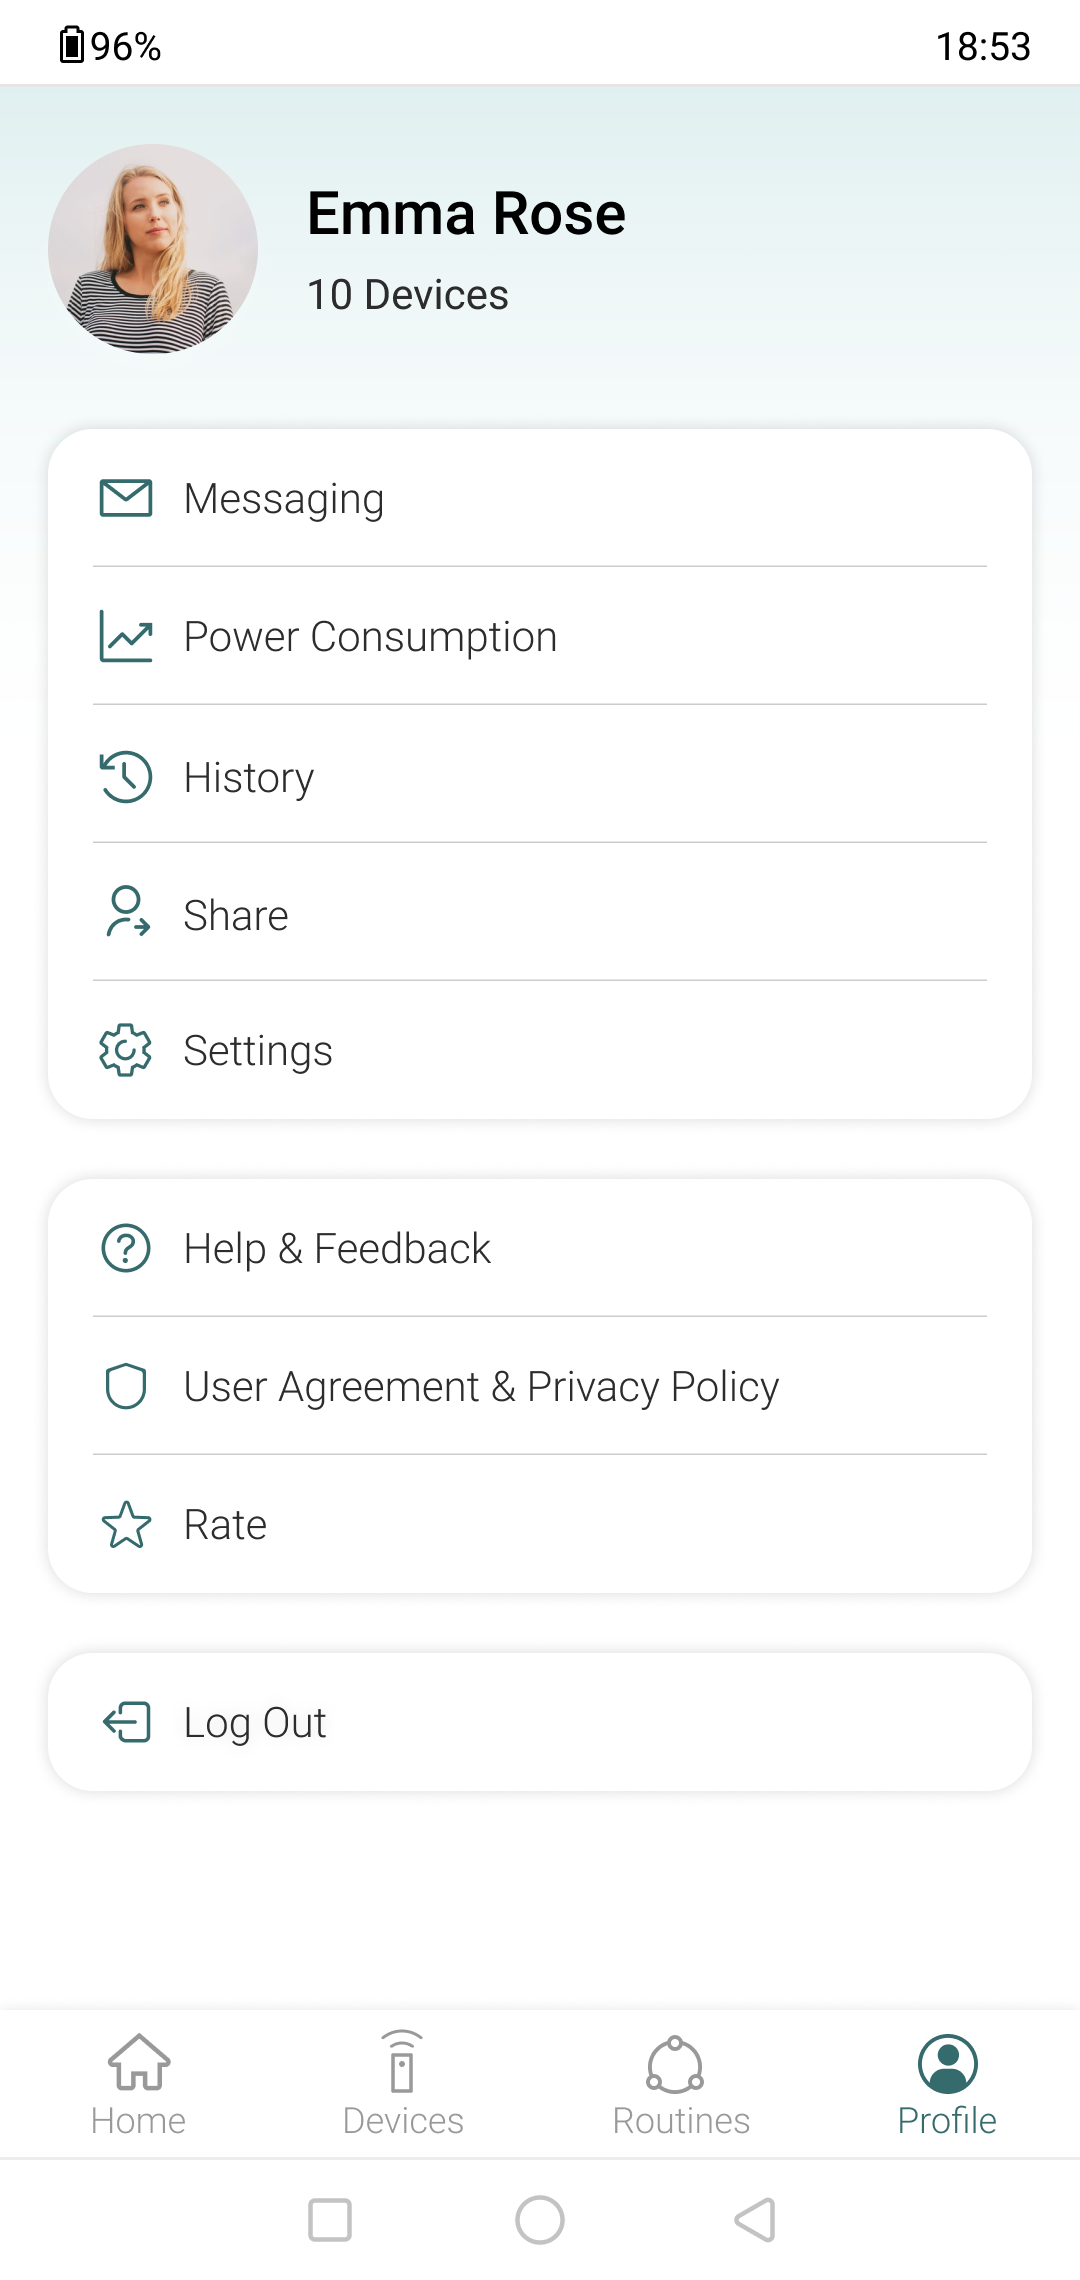 96%
18:53
Emma Rose
10 Devices
Messaging
Power Consumption
History
Share
Settings
Help & Feedback
User Agreement & Privacy Policy
Rate
Log Out
Home
Devices
Routines
Profile